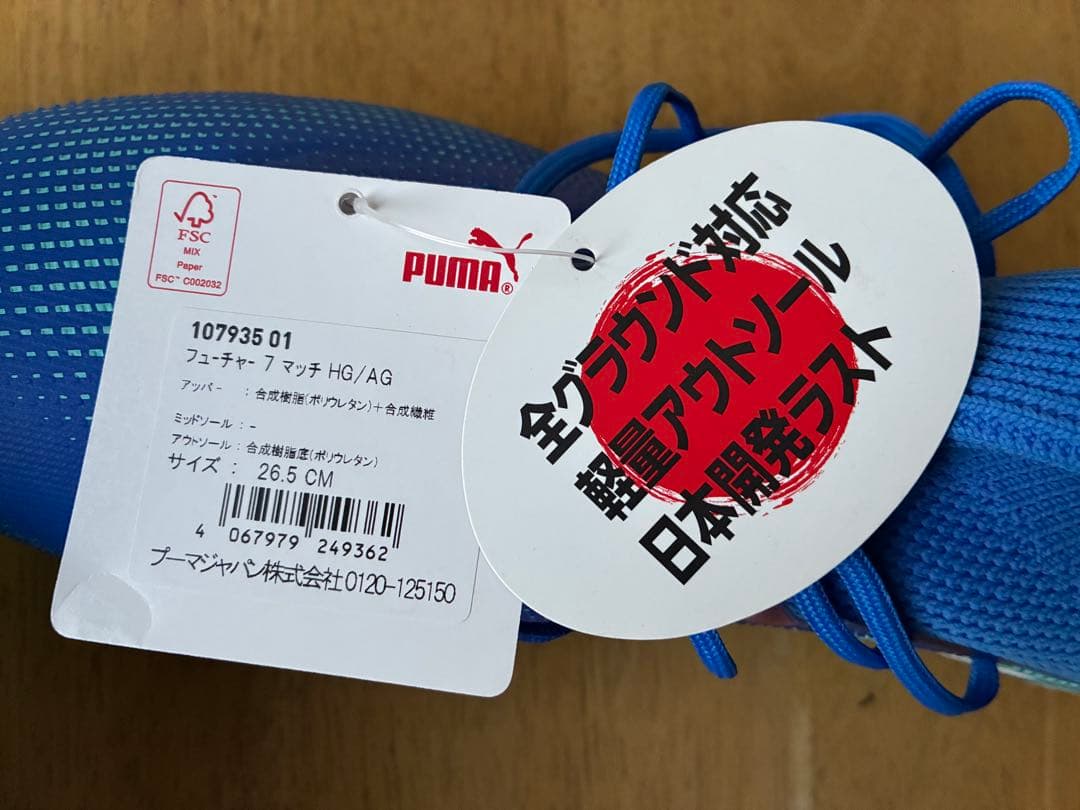 FSC™
MIX
Paper
FSC™ C002032
PUMA®
107935 01
フューチャー 7 マッチ HG/AG
アッパー : 合成樹脂(ポリウレタン)+合成繊維
ミッドソール : -
アウトソール : 合成樹脂底(ポリウレタン)
サイズ : 26.5 CM
4 067979 249362
プーマジャパン株式会社 0120-125150
全グラウンド対応
軽量アウトソール
日本開発ラスト